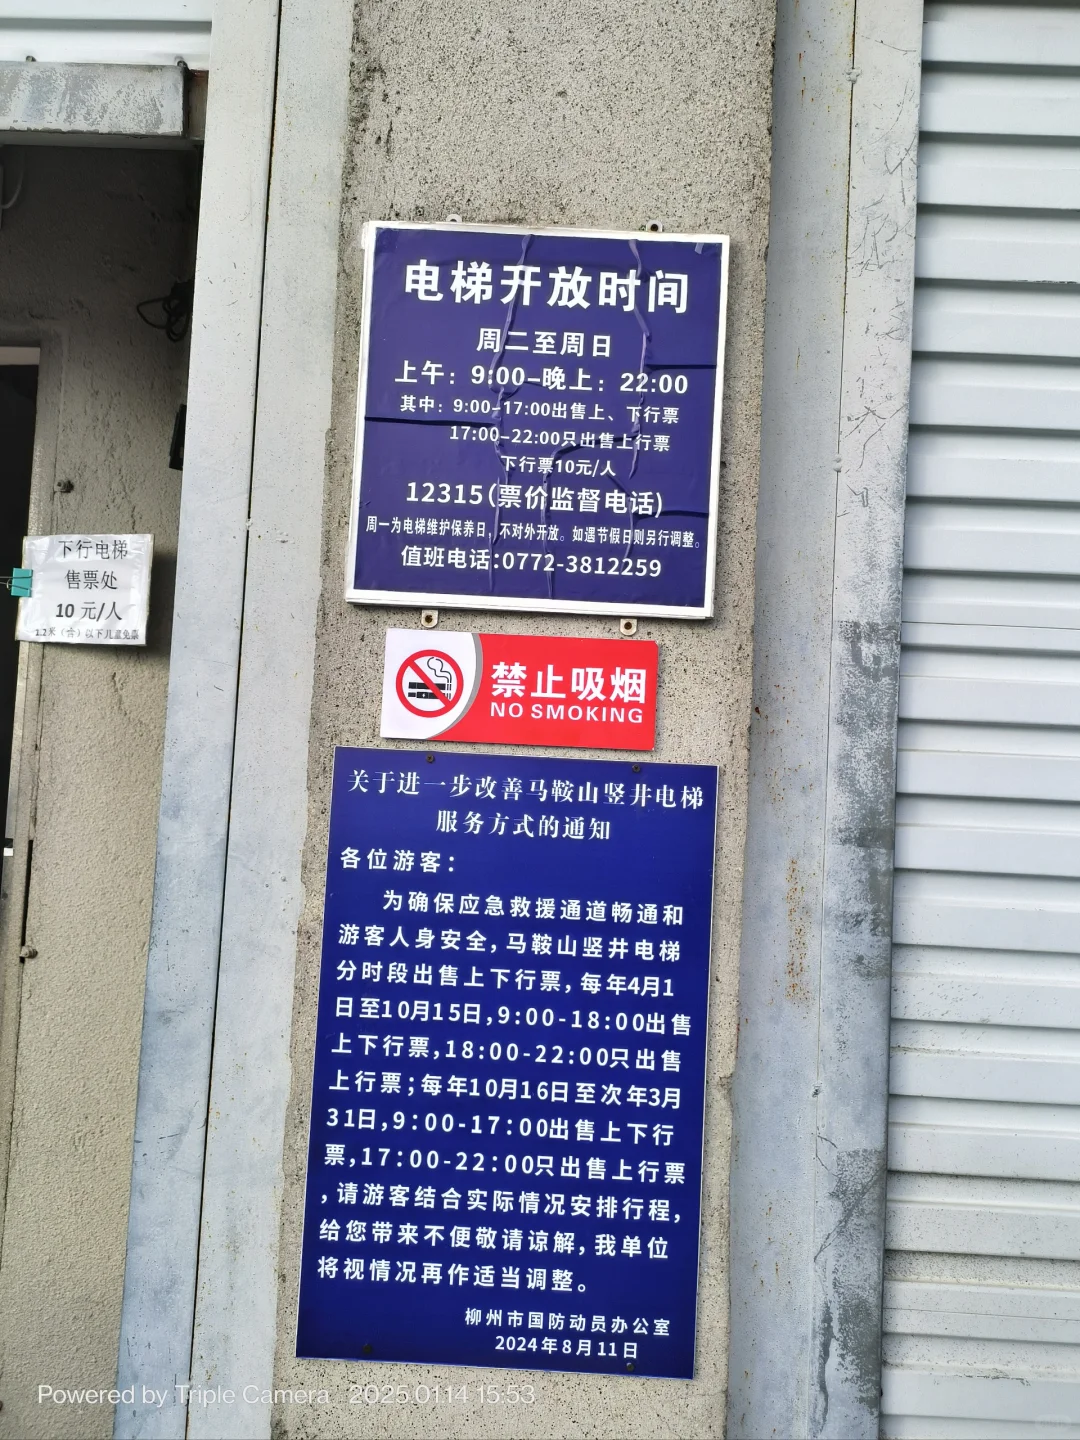 电梯开放时间
周二至周日
上午：9:00-晚上：22:00
其中：9:00-17:00出售上、下行票
17:00-22:00只出售上行票
下行票10元/人
12315(票价监督电话)
周一为电梯维护保养日，不对外开放。如遇节假日则另行调整。
值班电话:0772-3812259
下行电梯
售票处
10 元/人
1.2米（含）以下儿童免票
禁止吸烟
NO SMOKING
关于进一步改善马鞍山竖井电梯
服务方式的通知
各位游客：
为确保应急救援通道畅通和
游客人身安全，马鞍山竖井电梯
分时段出售上下行票，每年4月1
日至10月15日，9:00-18:00出售
上下行票，18:00-22:00只出售
上行票；每年10月16日至次年3月
31日，9:00-17:00出售上下行
票，17:00-22:00只出售上行票
，请游客结合实际情况安排行程，
给您带来不便敬请谅解，我单位
将视情况再作适当调整。
柳州市国防动员办公室
2024年8月11日
Powered by Triple Camera 2025.01.14 15:53